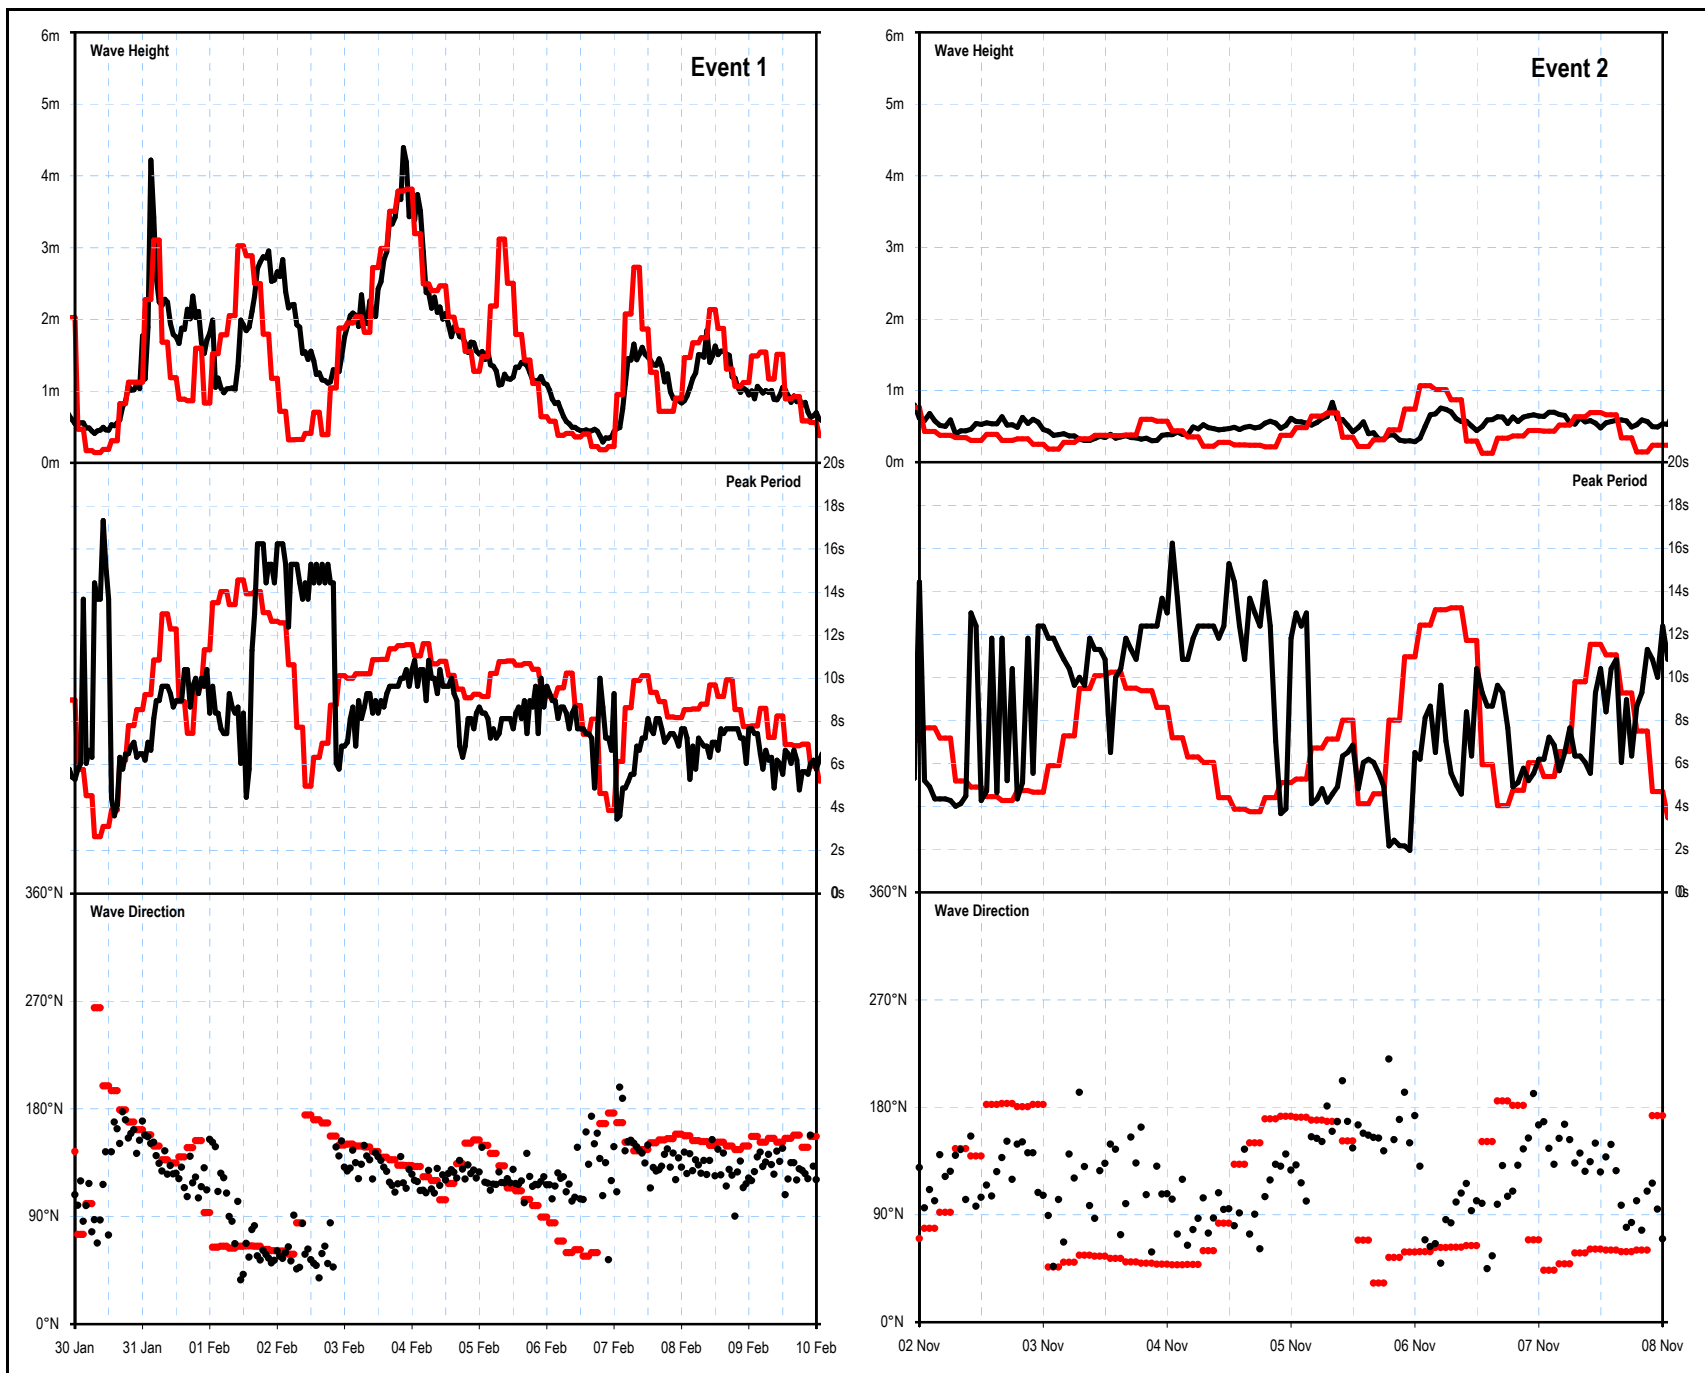 6m
Wave Height
Event 1
5m
4m
3m
2m
1m
0m
20s
Peak Period
18s
16s
14s
12s
10s
8s
6s
4s
2s
0s
360°N
Wave Direction
270°N
180°N
90°N
0°N
30 Jan 31 Jan 01 Feb 02 Feb 03 Feb 04 Feb 05 Feb 06 Feb 07 Feb 08 Feb 09 Feb 10 Feb
6m
Wave Height
Event 2
5m
4m
3m
2m
1m
0m
20s
Peak Period
18s
16s
14s
12s
10s
8s
6s
4s
2s
0s
360°N
Wave Direction
270°N
180°N
90°N
0°N
02 Nov 03 Nov 04 Nov 05 Nov 06 Nov 07 Nov 08 Nov